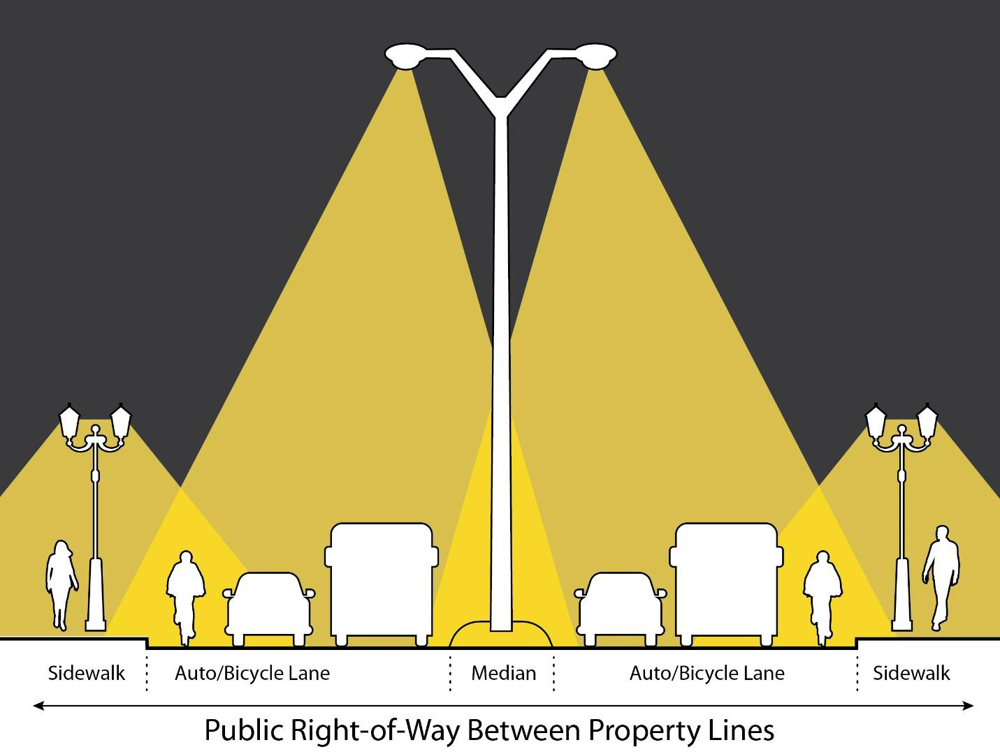 Sidewalk
Auto/Bicycle Lane
Median
Auto/Bicycle Lane
Sidewalk
Public Right-of-Way Between Property Lines